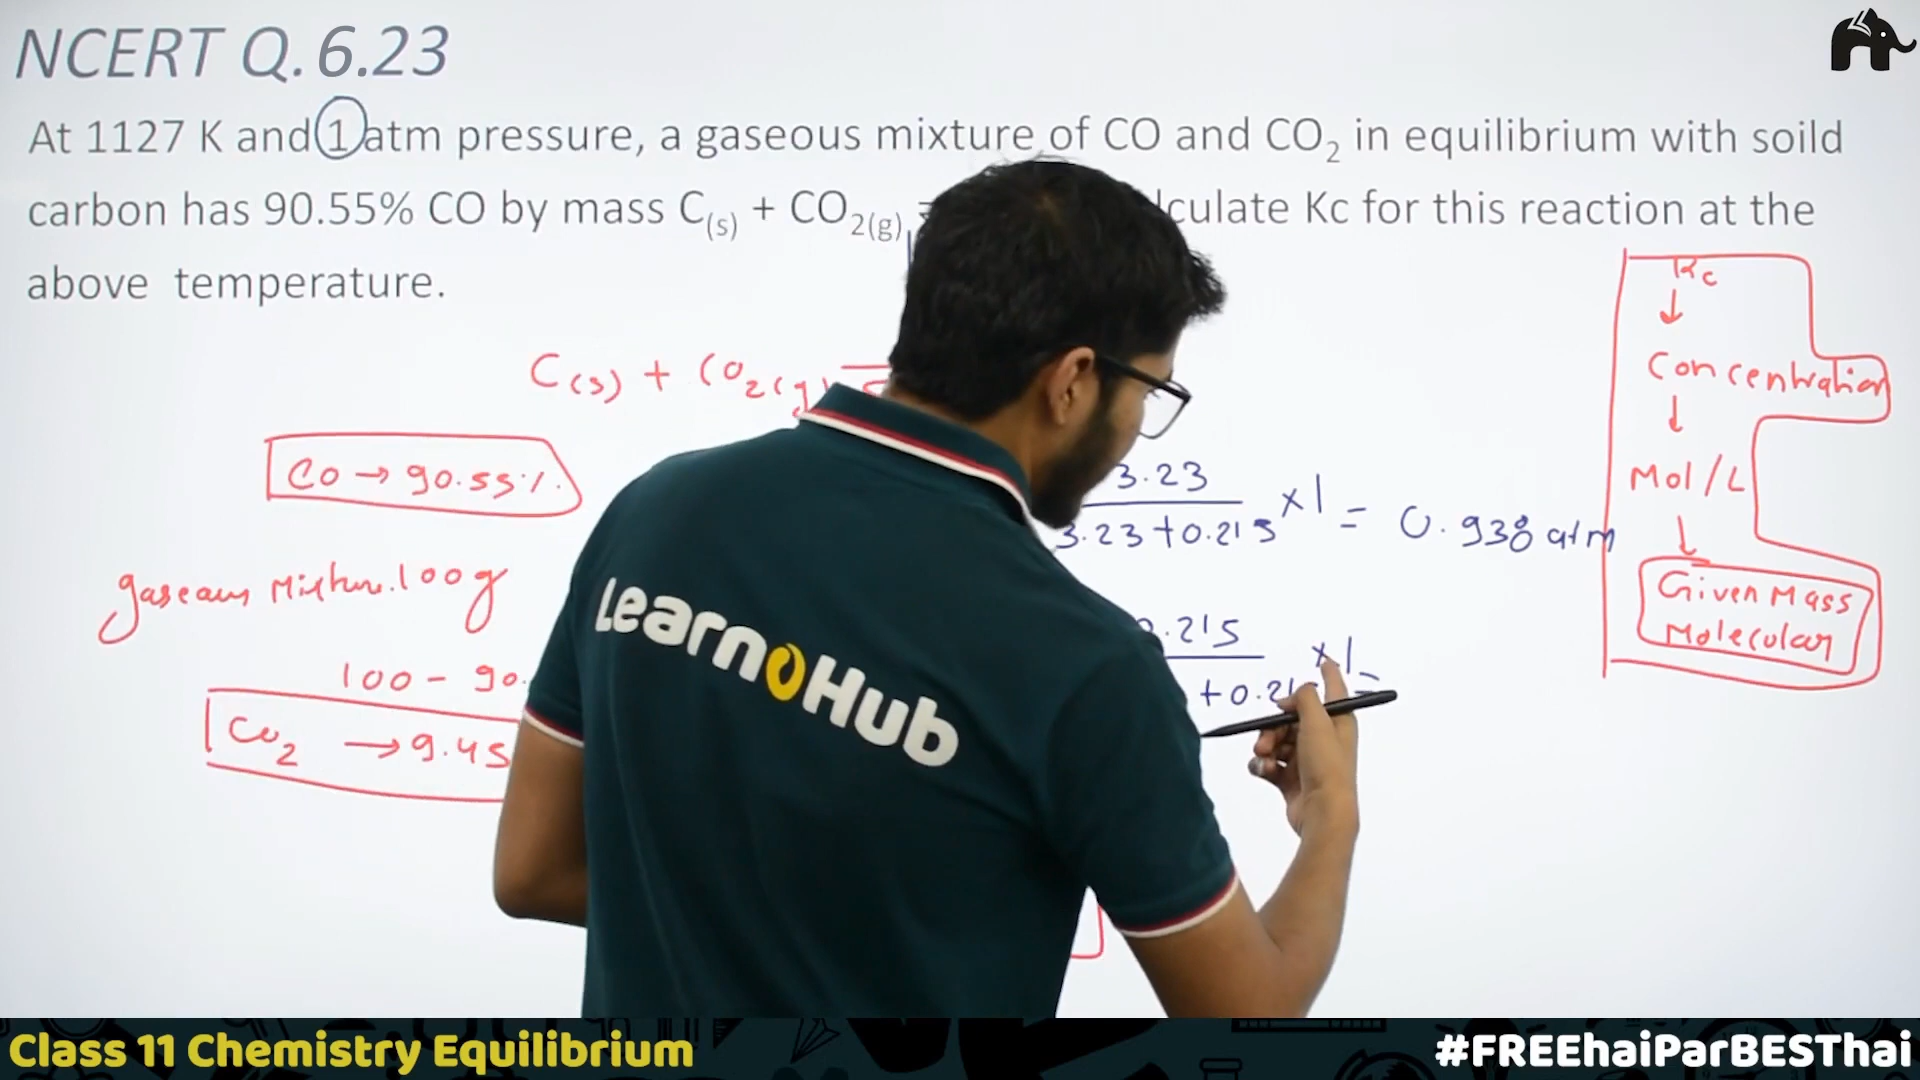 NCERT Q. 6.23
At 1127 K and 1 atm pressure, a gaseous mixture of CO and CO2 in equilibrium with soild
carbon has 90.55% CO by mass C(s) + CO2(g) culate Kc for this reaction at the
above temperature.
Kc
↓
Concentration
↓
Mol/L
↓
Given Mass
Molecular
C(s) + CO2(g)
CO → 90.55%.
gaseous Mixture. 100g
100 - 90.
CO2 → 9.45
3.23
3.23+0.215 ×1 = 0.938 atm
.215
+0.21 ×1 =
LearnoHub
Class 11 Chemistry Equilibrium
#FREEhaiParBESThai